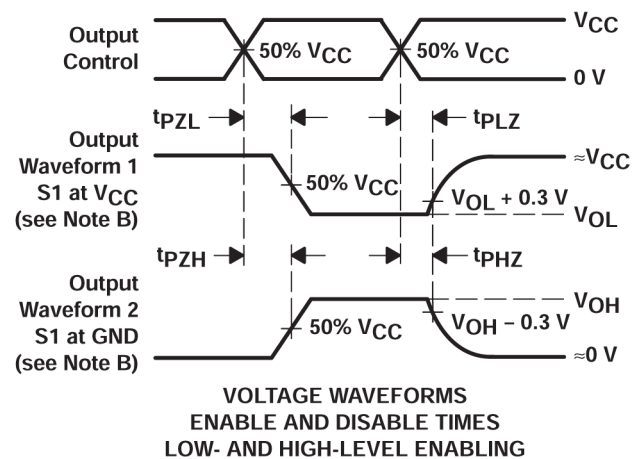 Output
Control
50% VCC
50% VCC
VCC
0 V
tPZL
tPLZ
Output
Waveform 1
S1 at VCC
(see Note B)
50% VCC
≈VCC
VOL + 0.3 V
VOL
tPZH
tPHZ
Output
Waveform 2
S1 at GND
(see Note B)
50% VCC
VOH
VOH − 0.3 V
≈0 V
VOLTAGE WAVEFORMS
ENABLE AND DISABLE TIMES
LOW- AND HIGH-LEVEL ENABLING